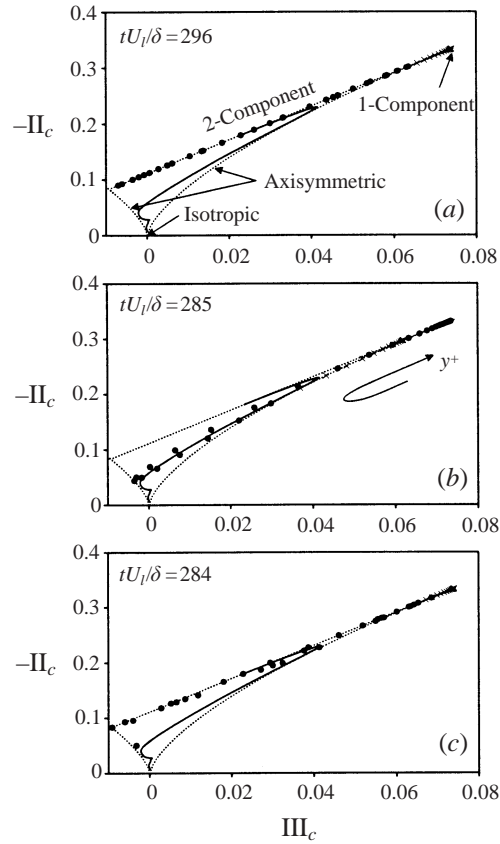 0.4
tU_l/δ = 296
0.3
2-Component
1-Component
–II_c
0.2
0.1
Axisymmetric
Isotropic
(a)
0
0 0.02 0.04 0.06 0.08
0.4
tU_l/δ = 285
0.3
y⁺
–II_c
0.2
0.1
(b)
0
0 0.02 0.04 0.06 0.08
0.4
tU_l/δ = 284
0.3
–II_c
0.2
0.1
(c)
0
0 0.02 0.04 0.06 0.08
III_c